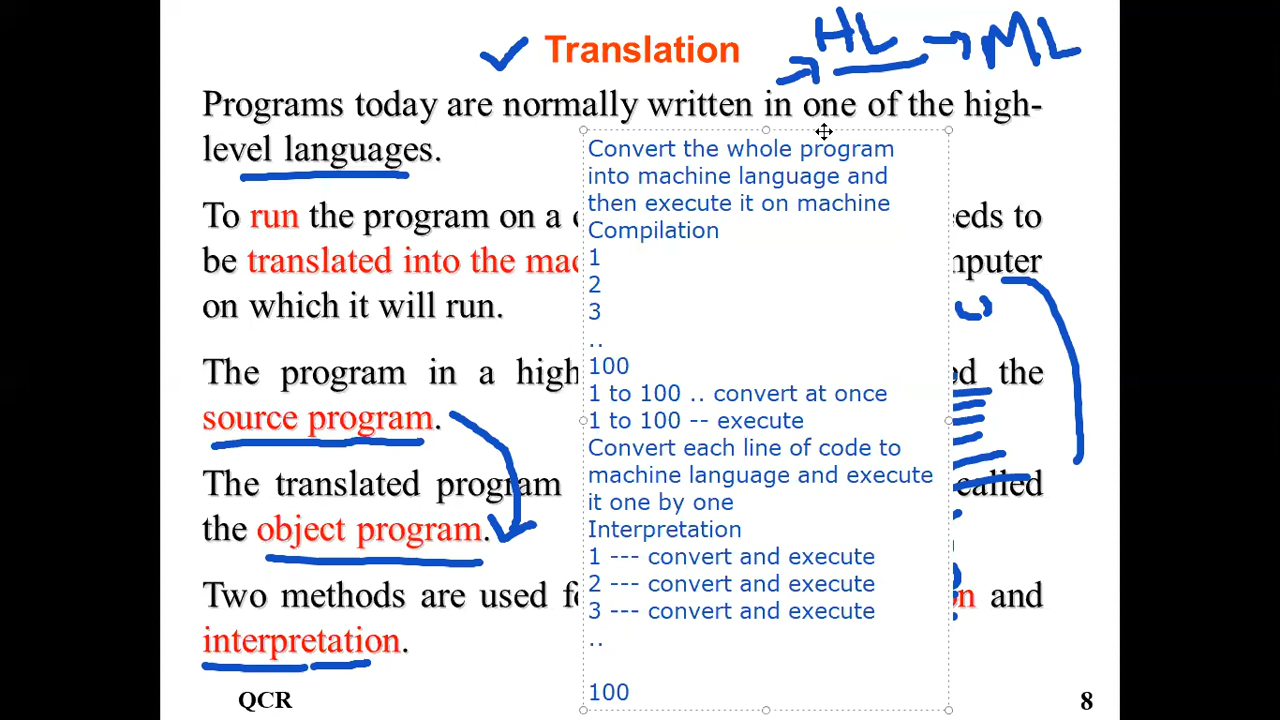 Translation
HL → ML
Programs today are normally written in one of the high-
level languages.
To run the program on a eeds to
be translated into the mac mputer
on which it will run.
The program in a high od the
source program.
The translated program called
the object program.
Two methods are used fo on and
interpretation.
Convert the whole program
into machine language and
then execute it on machine
Compilation
1
2
3
..
100
1 to 100 .. convert at once
1 to 100 -- execute
Convert each line of code to
machine language and execute
it one by one
Interpretation
1 --- convert and execute
2 --- convert and execute
3 --- convert and execute
..
100
QCR
8